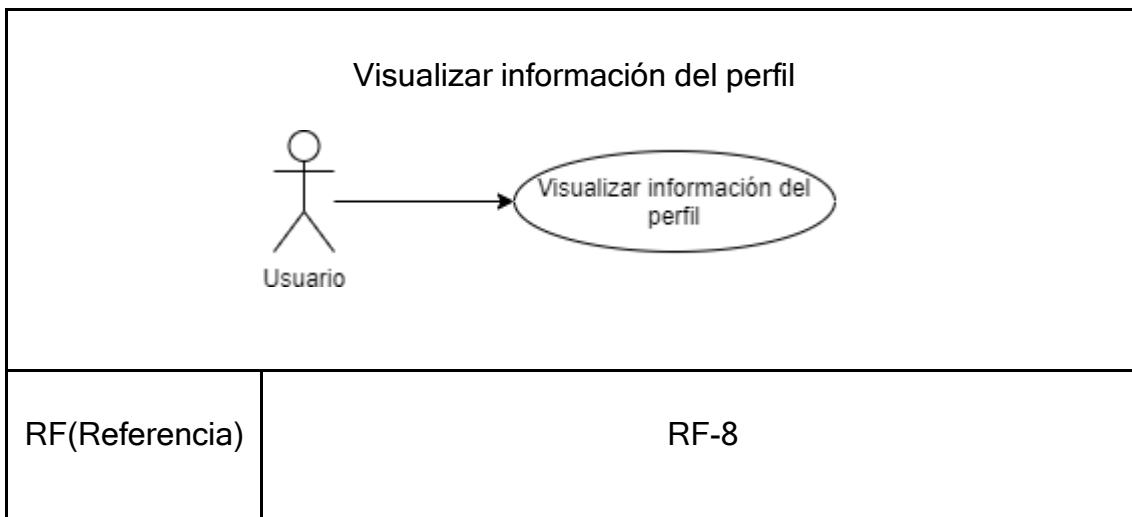 Visualizar información del perfil
Visualizar información del
perfil
Usuario
RF(Referencia)
RF-8